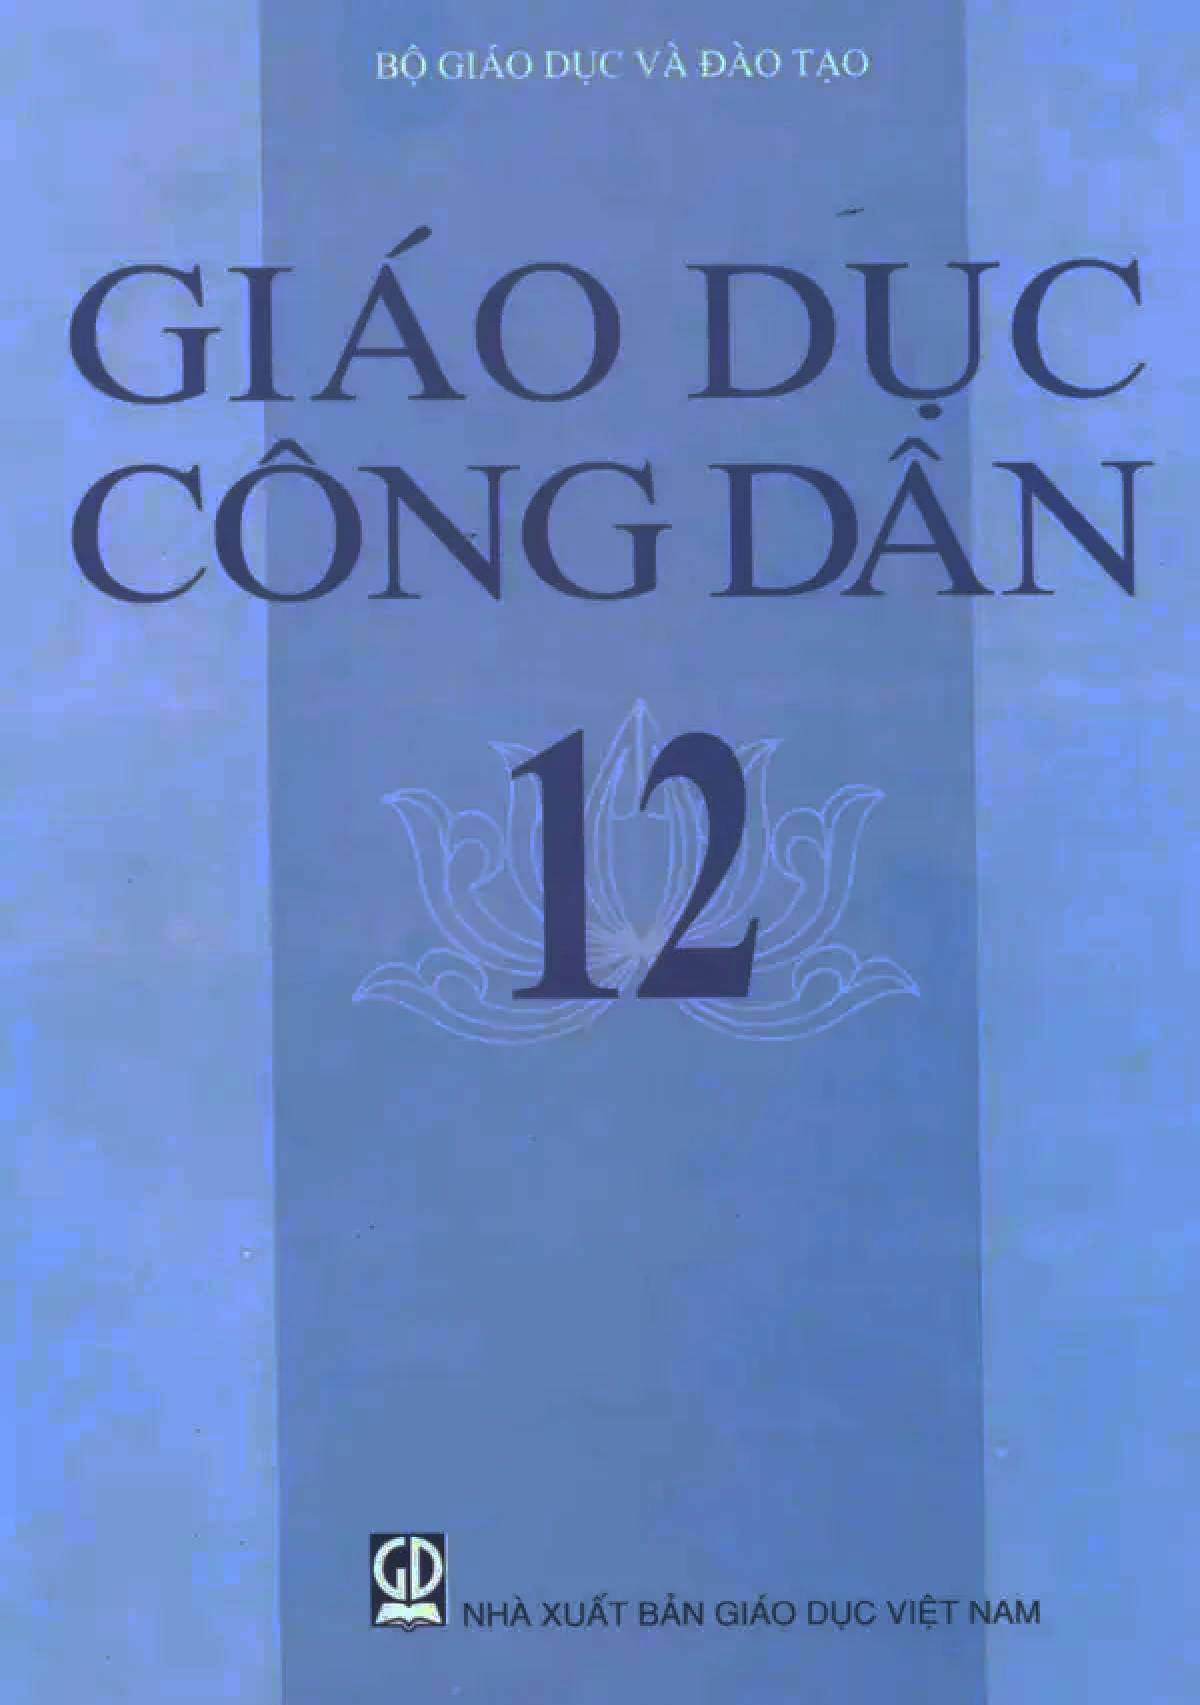 BỘ GIÁO DỤC VÀ ĐÀO TẠO
GIÁO DỤC
CÔNG DÂN
12
GD
NHÀ XUẤT BẢN GIÁO DỤC VIỆT NAM